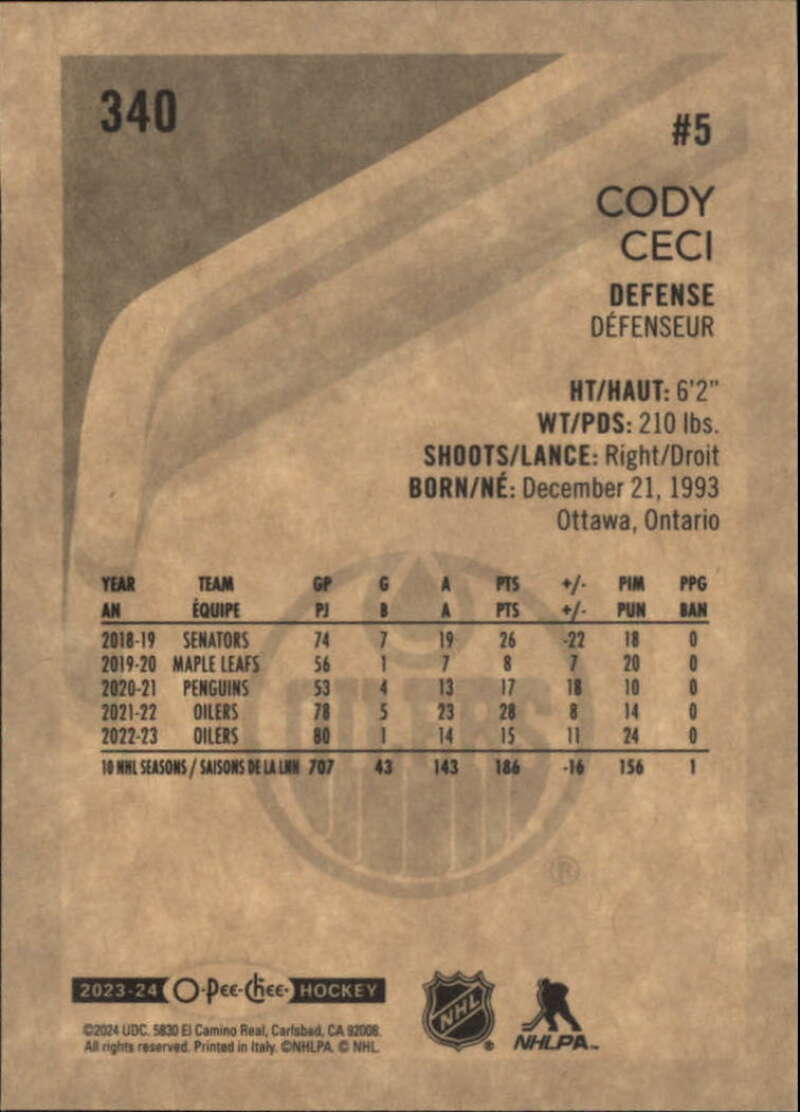 340
#5
CODY
CECI
DEFENSE
DÉFENSEUR
HT/HAUT: 6'2"
WT/PDS: 210 lbs.
SHOOTS/LANCE: Right/Droit
BORN/NÉ: December 21, 1993
Ottawa, Ontario
YEAR TEAM GP G A PTS +/- PIM PPG
AN ÉQUIPE PJ B A PTS +/- PUN BAN
2018-19 SENATORS 74 7 19 26 -22 18 0
2019-20 MAPLE LEAFS 56 1 7 8 7 20 0
2020-21 PENGUINS 53 4 13 17 18 10 0
2021-22 OILERS 78 5 23 28 8 14 0
2022-23 OILERS 80 1 14 15 11 24 0
10 NHL SEASONS / SAISONS DE LA LNH 707 43 143 186 -16 156 1
OILERS
®
2023-24 O-Pee-Chee HOCKEY
©2024 UDC. 5830 El Camino Real, Carlsbad, CA 92008.
All rights reserved. Printed in Italy. ©NHLPA. © NHL.
NHL ®
NHLPA™